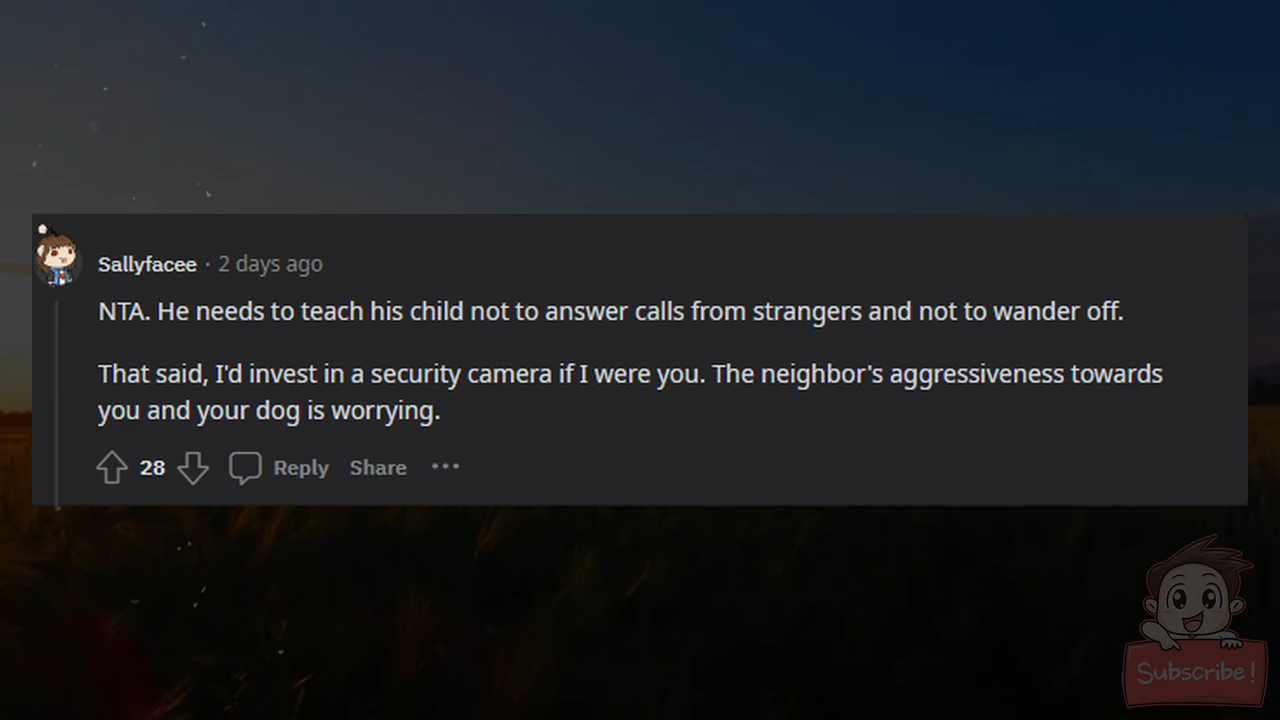 Sallyfacee · 2 days ago
NTA. He needs to teach his child not to answer calls from strangers and not to wander off.
That said, I'd invest in a security camera if I were you. The neighbor's aggressiveness towards
you and your dog is worrying.
28 Reply Share ···
Subscribe!